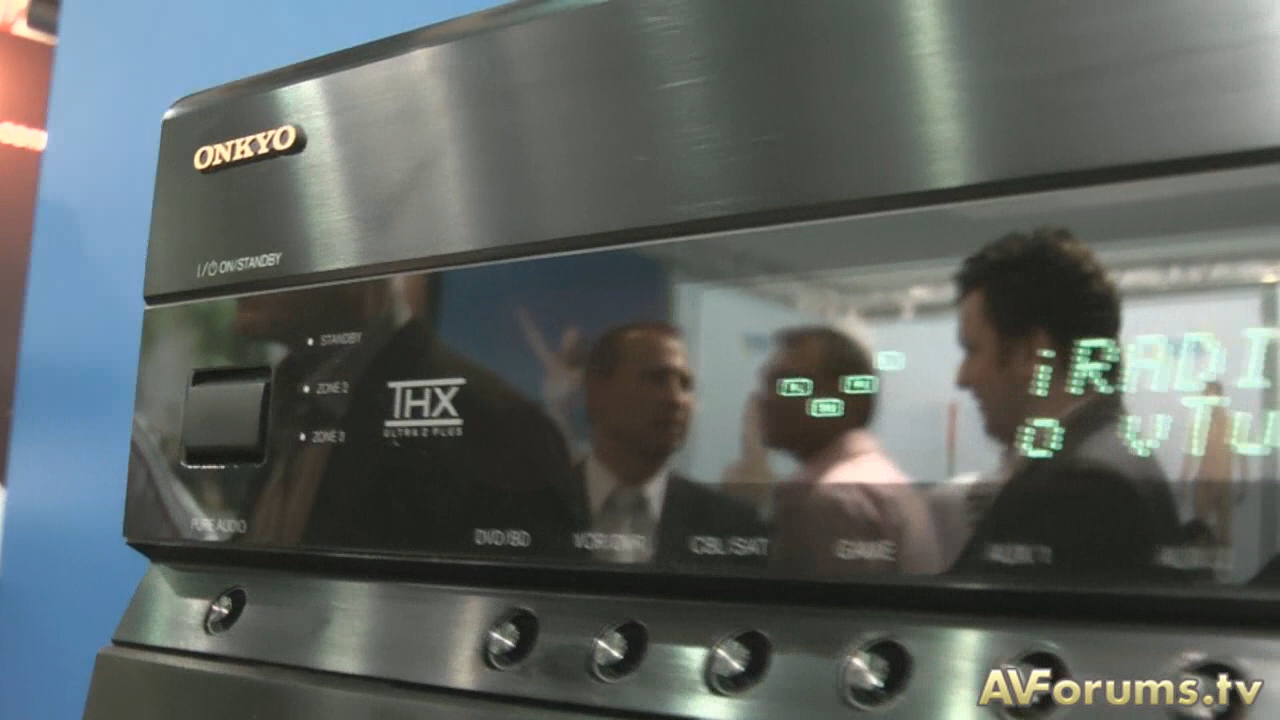 ONKYO
I/⏻ ON/STANDBY
STANDBY
ZONE 2
ZONE 3
THX
ULTRA 2 PLUS
iRADI
vTu
PURE AUDIO
DVD/BD
VCR/DVR
CBL/SAT
GAME
AUX 1
AVForums.tv